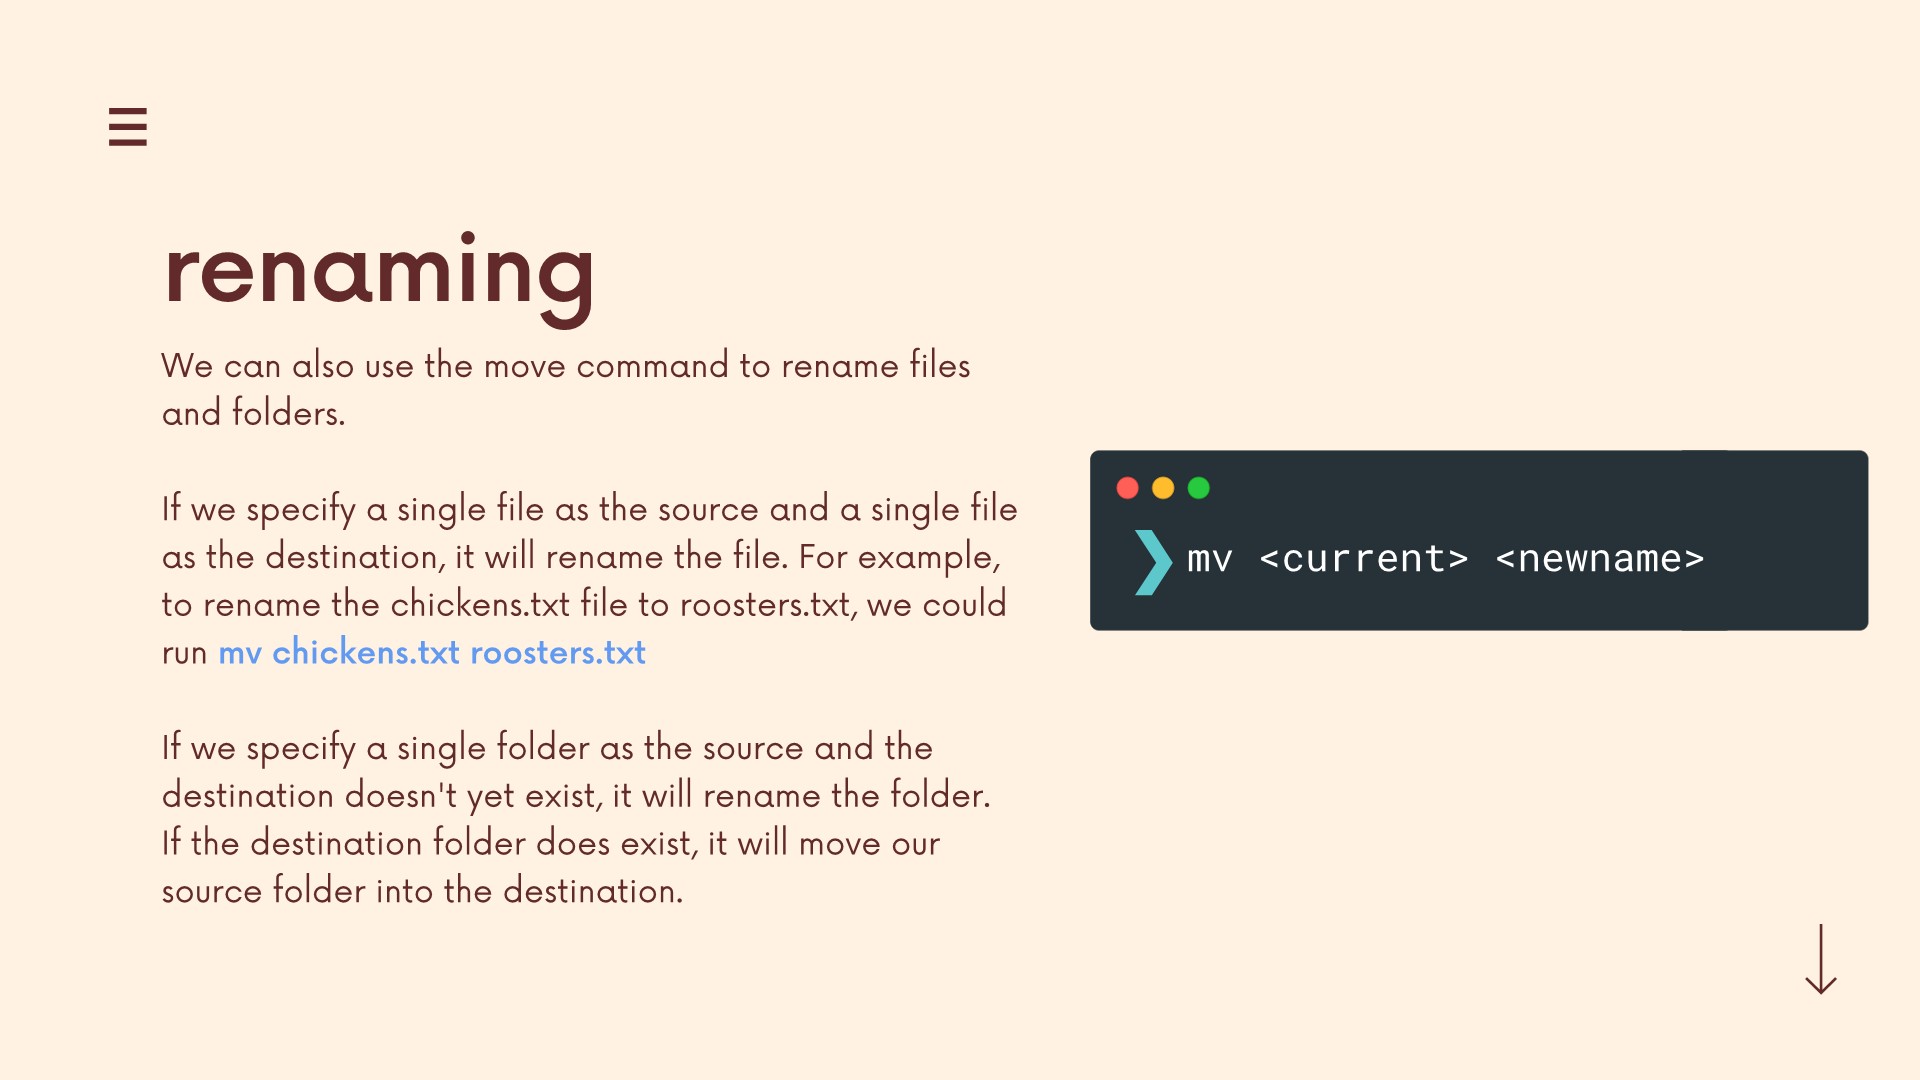 renaming
We can also use the move command to rename files
and folders.
If we specify a single file as the source and a single file
as the destination, it will rename the file. For example,
to rename the chickens.txt file to roosters.txt, we could
run mv chickens.txt roosters.txt
If we specify a single folder as the source and the
destination doesn't yet exist, it will rename the folder.
If the destination folder does exist, it will move our
source folder into the destination.
❯ mv <current> <newname>